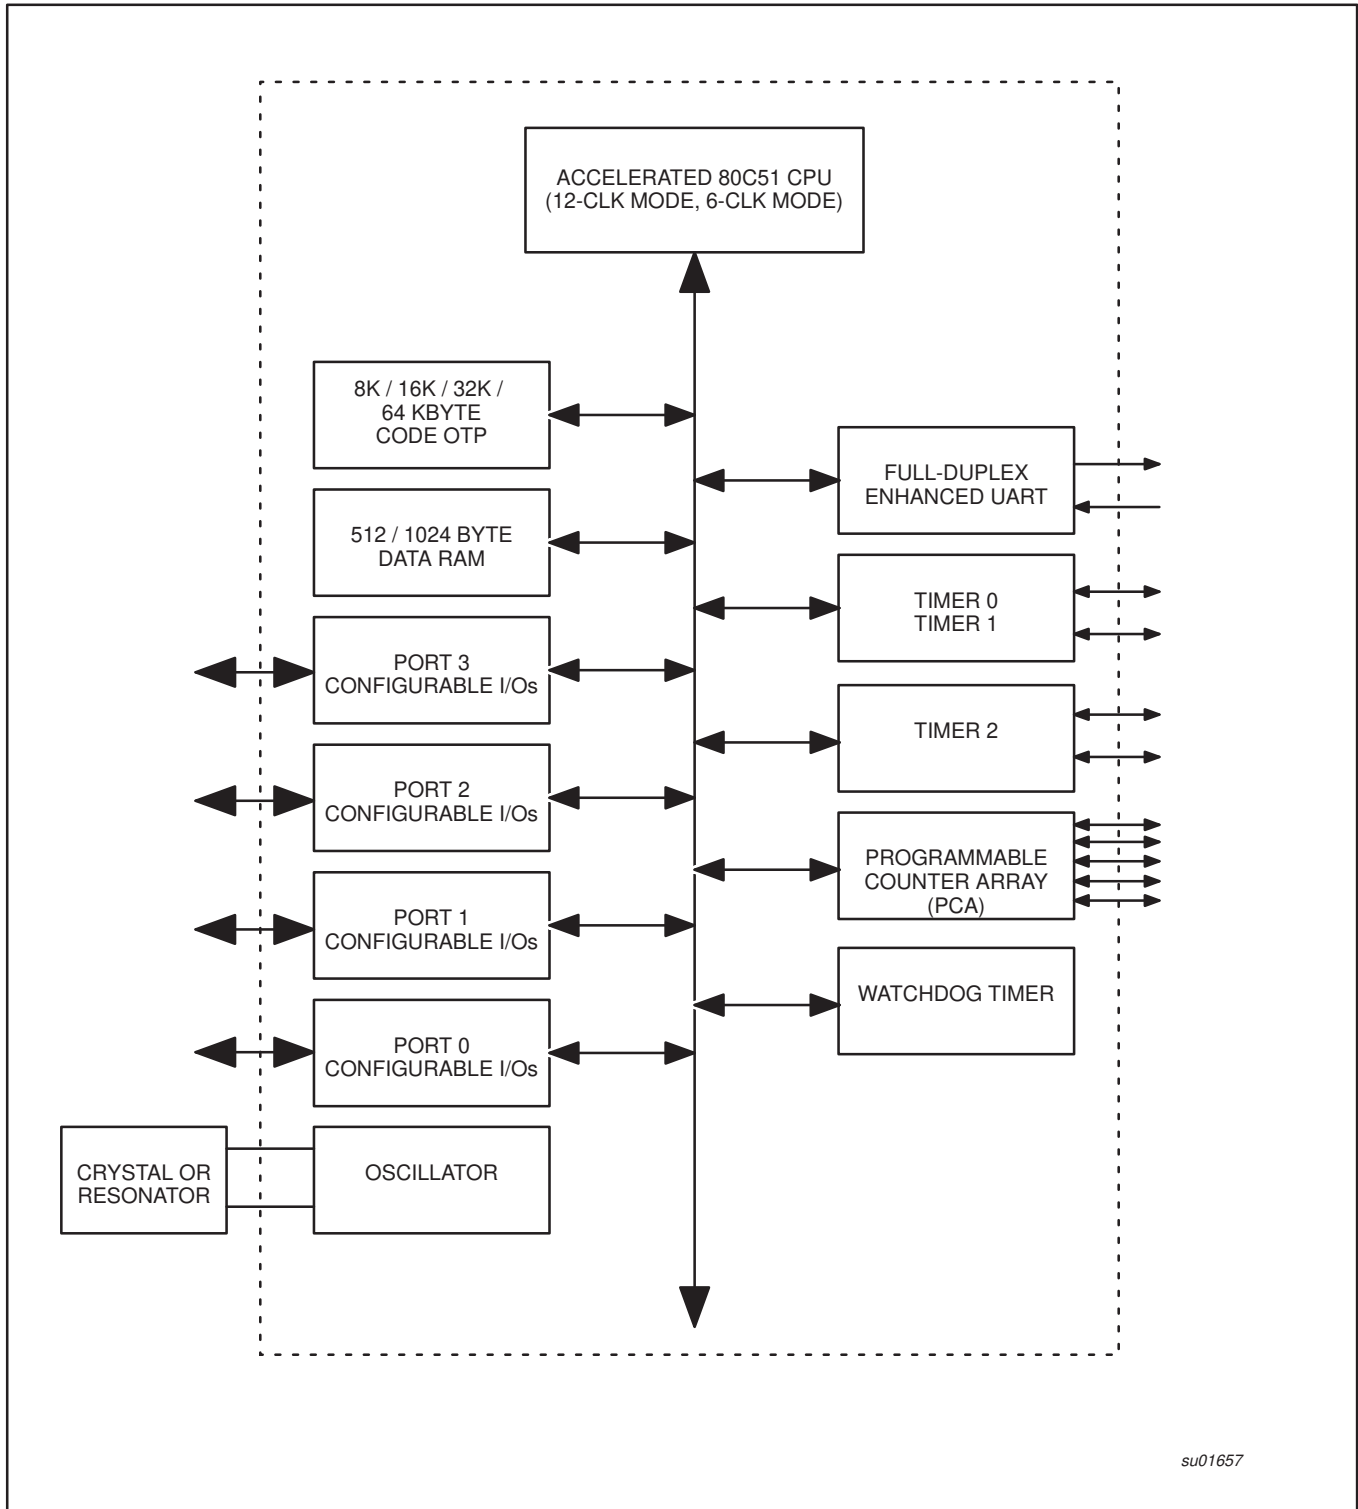 ACCELERATED 80C51 CPU
(12-CLK MODE, 6-CLK MODE)
8K / 16K / 32K /
64 KBYTE
CODE OTP
512 / 1024 BYTE
DATA RAM
PORT 3
CONFIGURABLE I/Os
PORT 2
CONFIGURABLE I/Os
PORT 1
CONFIGURABLE I/Os
PORT 0
CONFIGURABLE I/Os
CRYSTAL OR
RESONATOR
OSCILLATOR
FULL-DUPLEX
ENHANCED UART
TIMER 0
TIMER 1
TIMER 2
PROGRAMMABLE
COUNTER ARRAY
(PCA)
WATCHDOG TIMER
su01657